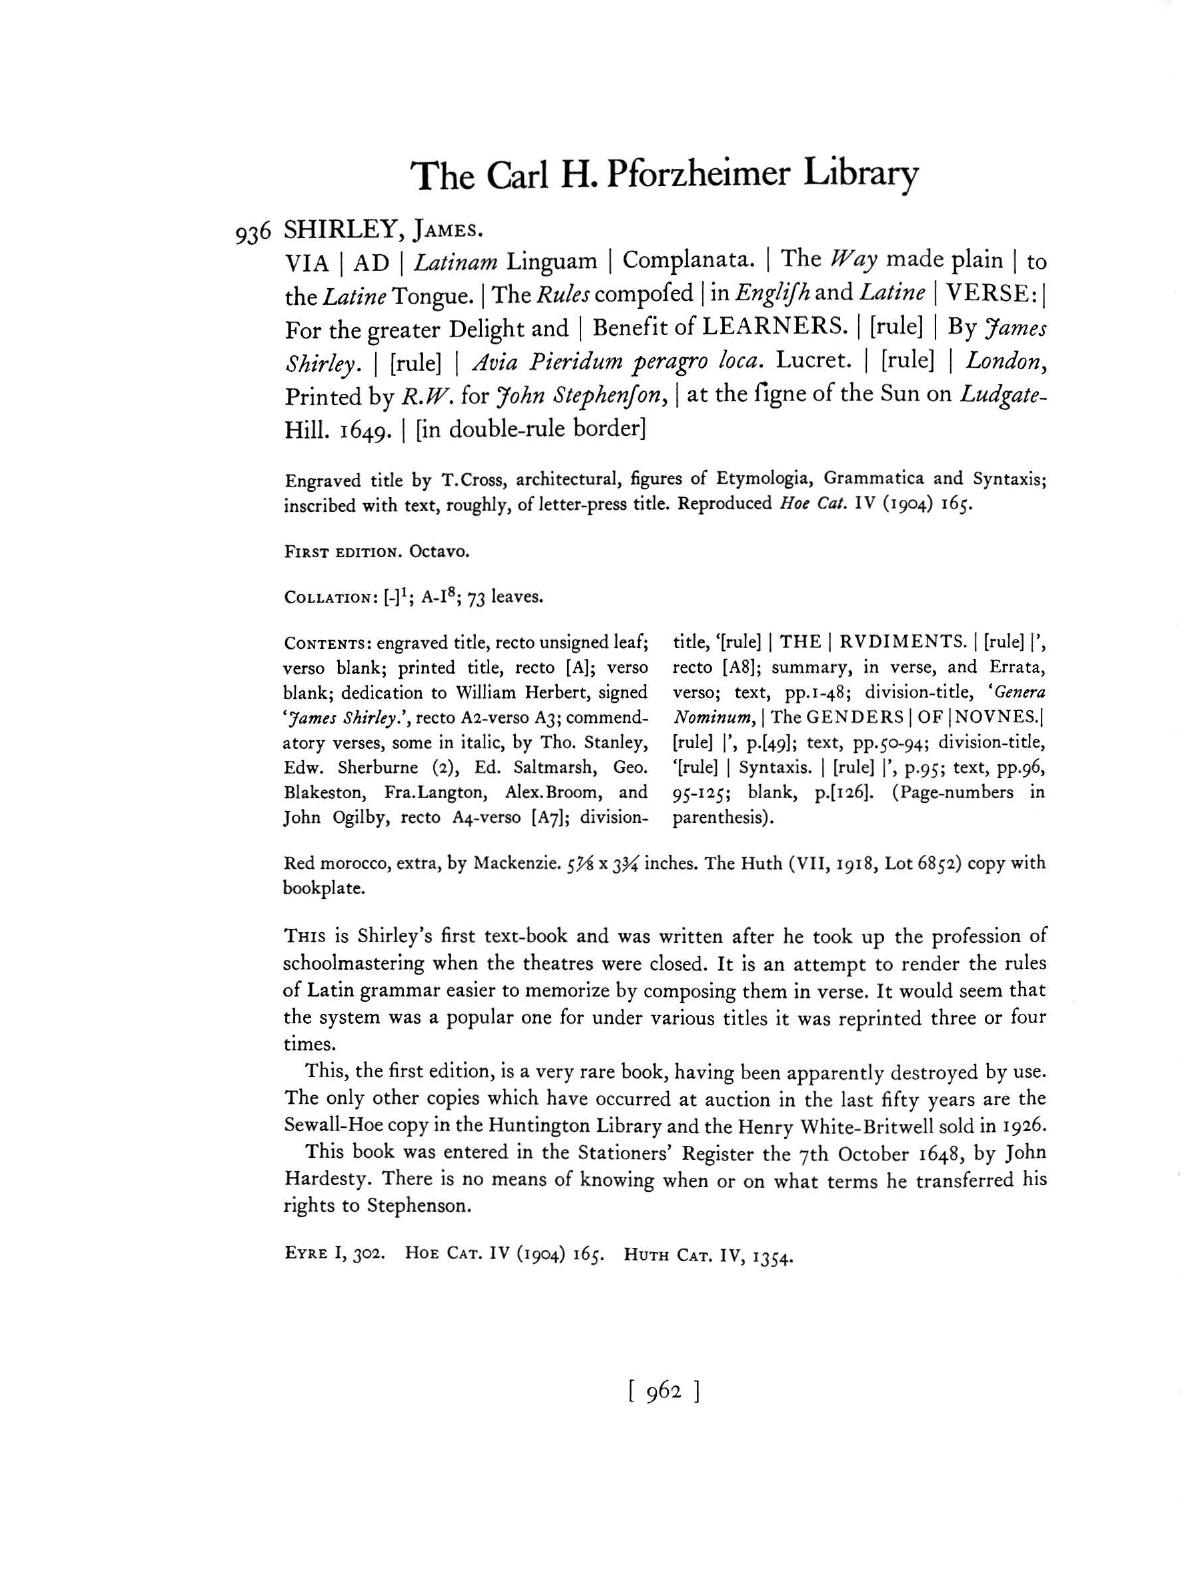 The Carl H. Pforzheimer Library
936 SHIRLEY, James.
VIA | AD | Latinam Linguam | Complanata. | The Way made plain | to
the Latine Tongue. | The Rules compoſed | in Engliſh and Latine | VERSE: |
For the greater Delight and | Benefit of LEARNERS. | [rule] | By James
Shirley. | [rule] | Avia Pieridum peragro loca. Lucret. | [rule] | London,
Printed by R.W. for John Stephenſon, | at the ſigne of the Sun on Ludgate-
Hill. 1649. | [in double-rule border]
Engraved title by T.Cross, architectural, figures of Etymologia, Grammatica and Syntaxis;
inscribed with text, roughly, of letter-press title. Reproduced Hoe Cat. IV (1904) 165.
First edition. Octavo.
Collation: [-]¹; A-I⁸; 73 leaves.
Contents: engraved title, recto unsigned leaf;
verso blank; printed title, recto [A]; verso
blank; dedication to William Herbert, signed
‘James Shirley.’, recto A2-verso A3; commend-
atory verses, some in italic, by Tho. Stanley,
Edw. Sherburne (2), Ed. Saltmarsh, Geo.
Blakeston, Fra.Langton, Alex.Broom, and
John Ogilby, recto A4-verso [A7]; division-
title, ‘[rule] | THE | RVDIMENTS. | [rule] |’,
recto [A8]; summary, in verse, and Errata,
verso; text, pp.1-48; division-title, ‘Genera
Nominum, | The GENDERS | OF | NOVNES.|
[rule] |’, p.[49]; text, pp.50-94; division-title,
‘[rule] | Syntaxis. | [rule] |’, p.95; text, pp.96,
95-125; blank, p.[126]. (Page-numbers in
parenthesis).
Red morocco, extra, by Mackenzie. 5⅞ x 3¾ inches. The Huth (VII, 1918, Lot 6852) copy with
bookplate.
This is Shirley’s first text-book and was written after he took up the profession of
schoolmastering when the theatres were closed. It is an attempt to render the rules
of Latin grammar easier to memorize by composing them in verse. It would seem that
the system was a popular one for under various titles it was reprinted three or four
times.
This, the first edition, is a very rare book, having been apparently destroyed by use.
The only other copies which have occurred at auction in the last fifty years are the
Sewall-Hoe copy in the Huntington Library and the Henry White-Britwell sold in 1926.
This book was entered in the Stationers’ Register the 7th October 1648, by John
Hardesty. There is no means of knowing when or on what terms he transferred his
rights to Stephenson.
Eyre I, 302. Hoe Cat. IV (1904) 165. Huth Cat. IV, 1354.
[ 962 ]